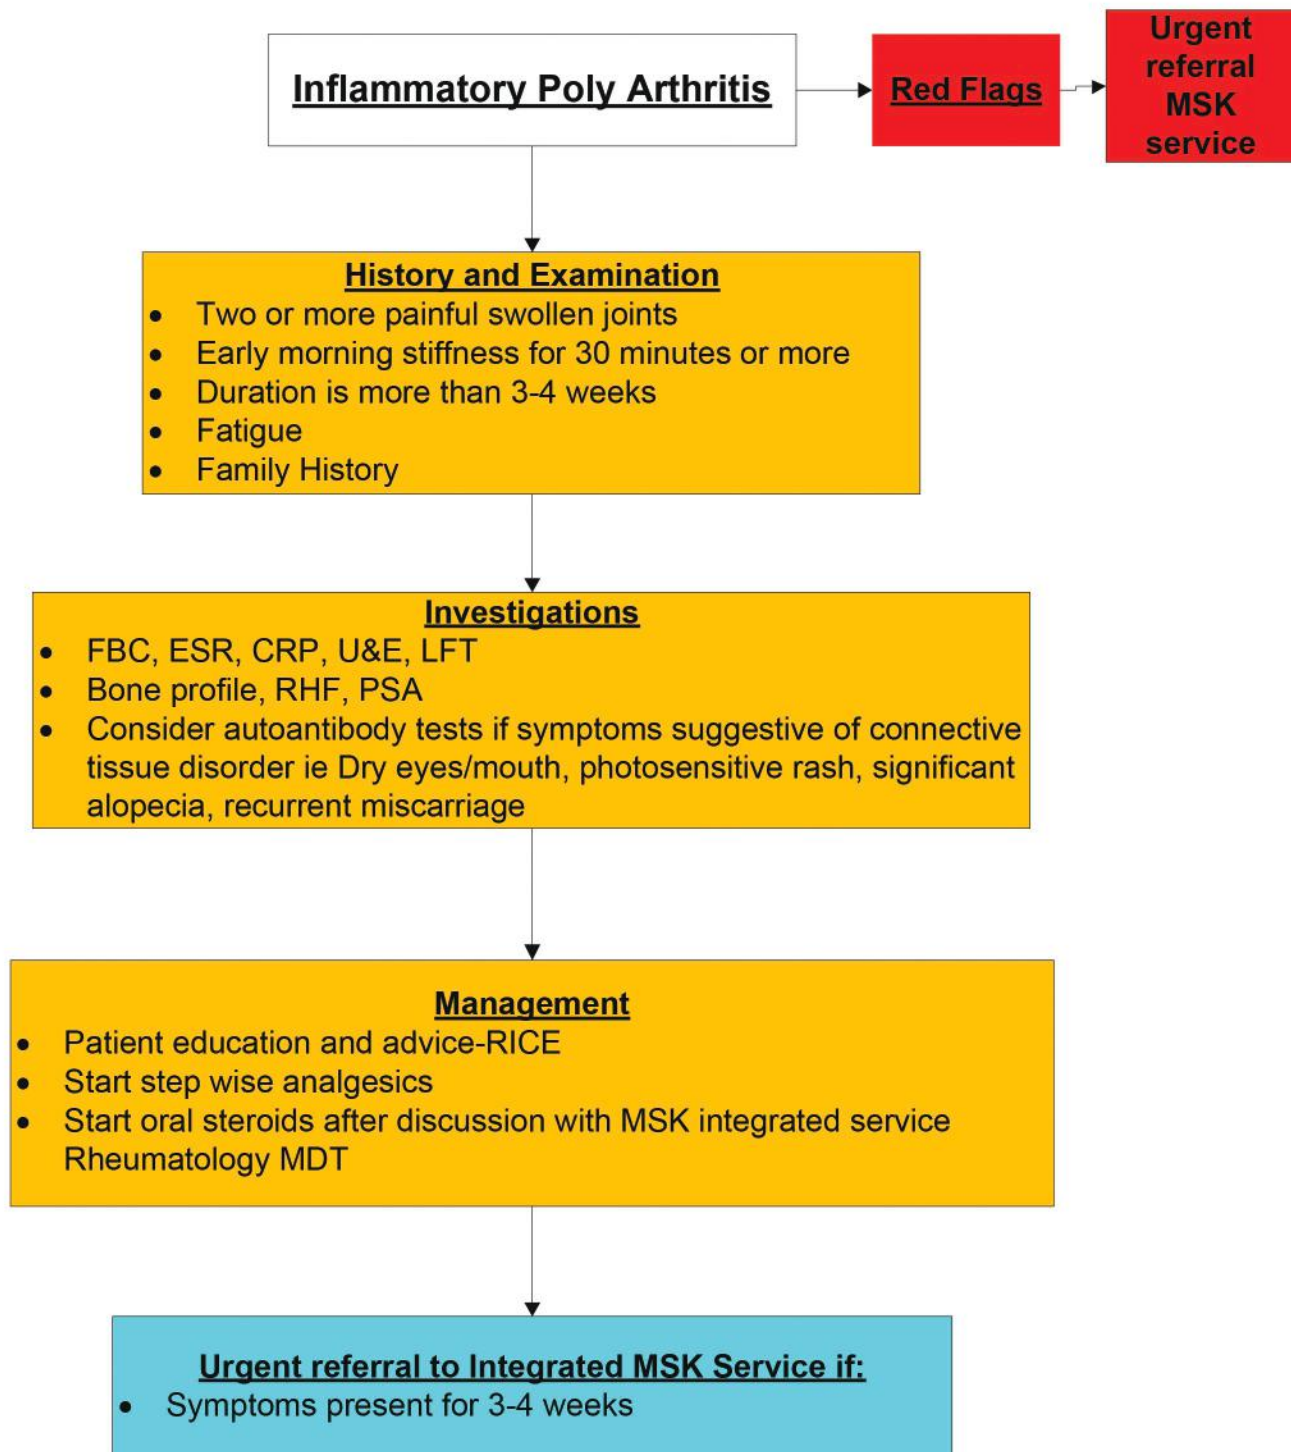 Inflammatory Poly Arthritis
Red Flags
Urgent
referral
MSK
service
History and Examination
• Two or more painful swollen joints
• Early morning stiffness for 30 minutes or more
• Duration is more than 3-4 weeks
• Fatigue
• Family History
Investigations
• FBC, ESR, CRP, U&E, LFT
• Bone profile, RHF, PSA
• Consider autoantibody tests if symptoms suggestive of connective
tissue disorder ie Dry eyes/mouth, photosensitive rash, significant
alopecia, recurrent miscarriage
Management
• Patient education and advice-RICE
• Start step wise analgesics
• Start oral steroids after discussion with MSK integrated service
Rheumatology MDT
Urgent referral to Integrated MSK Service if:
• Symptoms present for 3-4 weeks